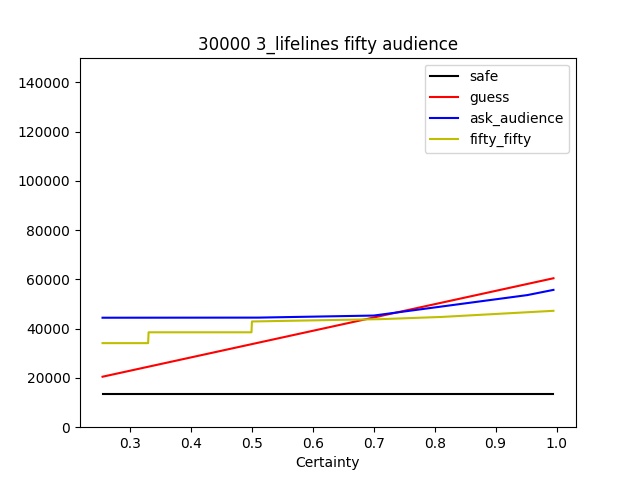 30000 3_lifelines fifty audience
safe
guess
ask_audience
fifty_fifty
140000
120000
100000
80000
60000
40000
20000
0
0.3 0.4 0.5 0.6 0.7 0.8 0.9 1.0
Certainty